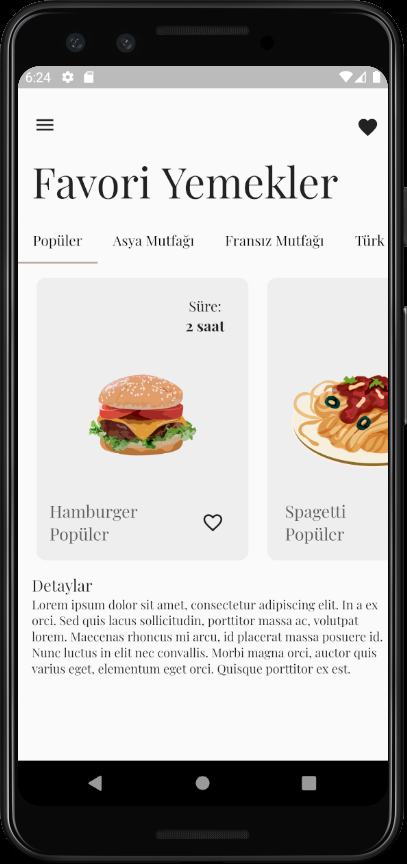 6:24
Favori Yemekler
Popüler Asya Mutfağı Fransız Mutfağı Türk
Süre:
2 saat
Hamburger
Popüler
Spagetti
Popüler
Detaylar
Lorem ipsum dolor sit amet, consectetur adipiscing elit. In a ex
orci. Sed quis lacus sollicitudin, porttitor massa ac, volutpat
lorem. Maecenas rhoncus mi arcu, id placerat massa posuere id.
Nunc luctus in elit nec convallis. Morbi magna orci, auctor quis
varius eget, elementum eget orci. Quisque porttitor ex est.